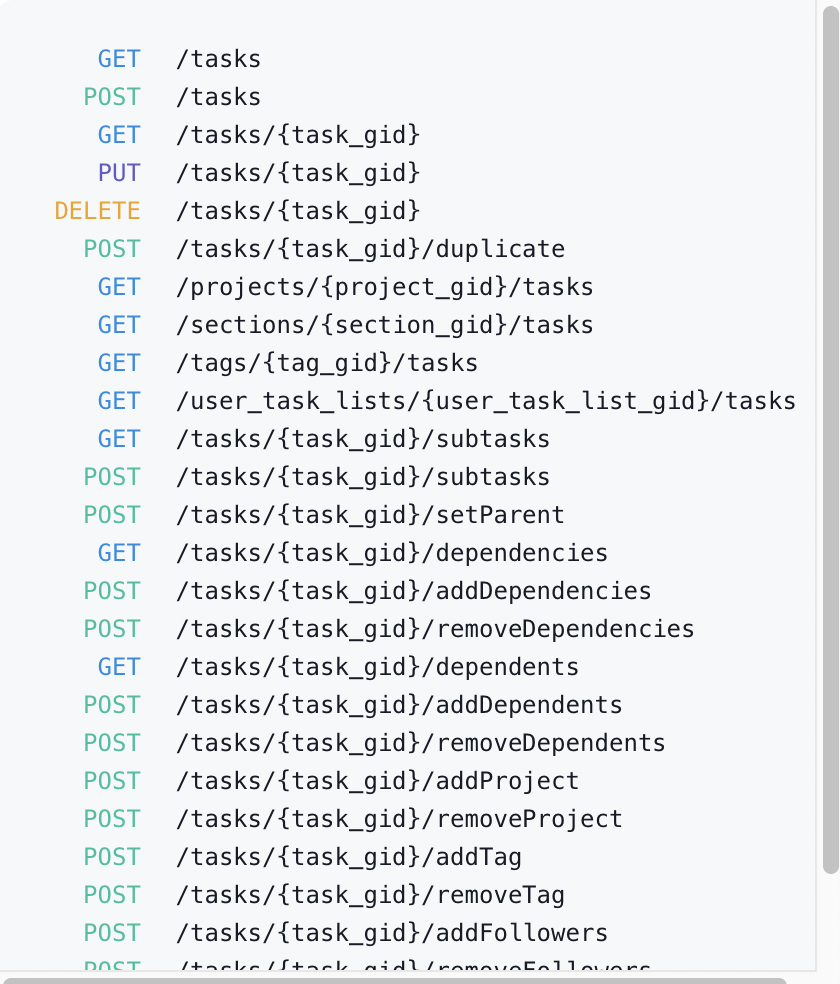 GET /tasks
POST /tasks
GET /tasks/{task_gid}
PUT /tasks/{task_gid}
DELETE /tasks/{task_gid}
POST /tasks/{task_gid}/duplicate
GET /projects/{project_gid}/tasks
GET /sections/{section_gid}/tasks
GET /tags/{tag_gid}/tasks
GET /user_task_lists/{user_task_list_gid}/tasks
GET /tasks/{task_gid}/subtasks
POST /tasks/{task_gid}/subtasks
POST /tasks/{task_gid}/setParent
GET /tasks/{task_gid}/dependencies
POST /tasks/{task_gid}/addDependencies
POST /tasks/{task_gid}/removeDependencies
GET /tasks/{task_gid}/dependents
POST /tasks/{task_gid}/addDependents
POST /tasks/{task_gid}/removeDependents
POST /tasks/{task_gid}/addProject
POST /tasks/{task_gid}/removeProject
POST /tasks/{task_gid}/addTag
POST /tasks/{task_gid}/removeTag
POST /tasks/{task_gid}/addFollowers
POST /tasks/{task_gid}/removeFollowers